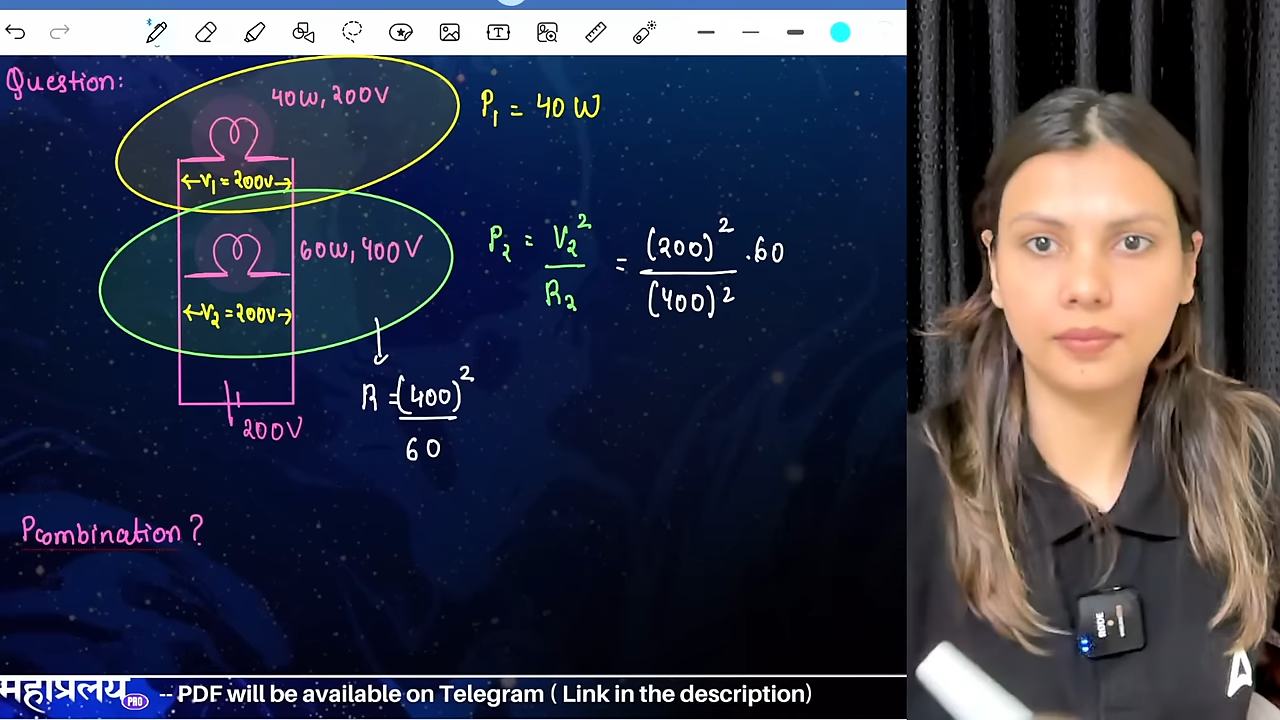 Question:
40W, 200V
P₁ = 40 W
V₁ = 200V
60W, 400V
P₂ = V₂² / R₂ = (200)² / (400)² . 60
V₂ = 200V
R = (400)² / 60
200V
Pcombination?
महाप्रलय PRO -- PDF will be available on Telegram ( Link in the description)
RODE